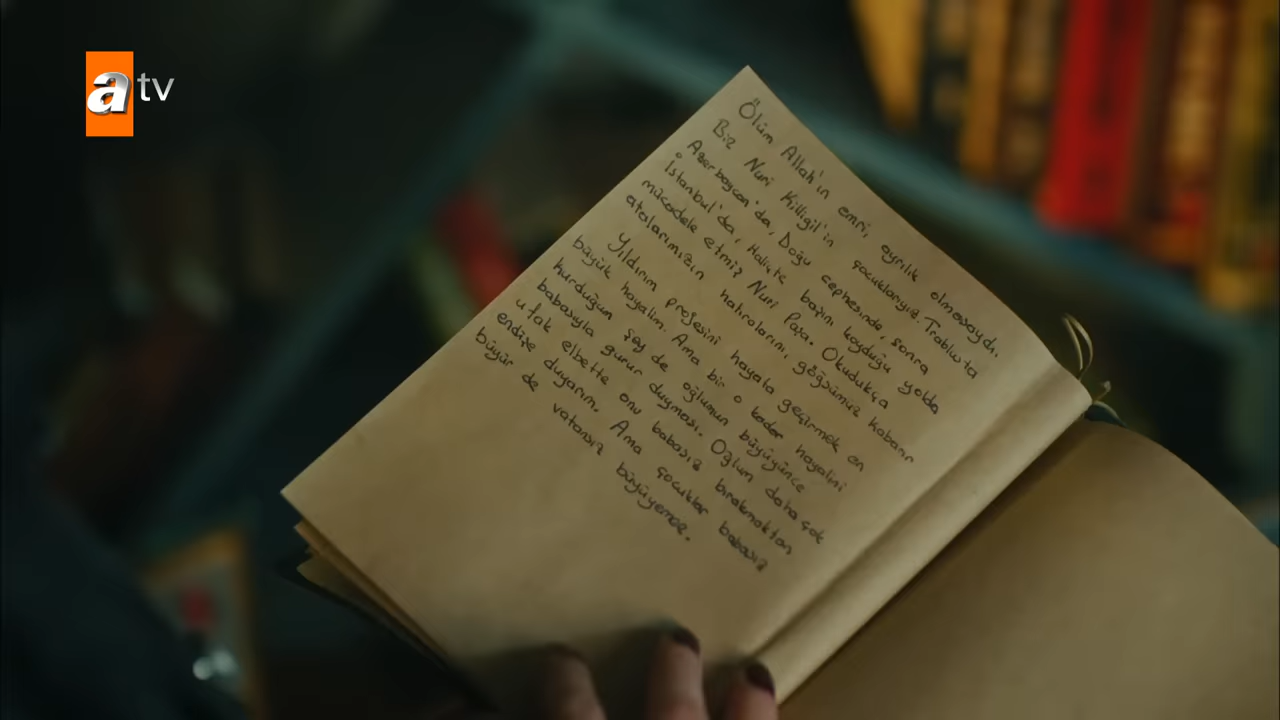 atv
Ölüm Allah'ın emri, ayrılık olmasaydı.
Biz Nuri Killigil'in çocuklarıyız. Trablus'ta
Azerbaycan'da, Doğu cephesinde, sonra
İstanbul'da, Haliçte başını koyduğu yolda
mücadele etmiş Nuri Paşa. Okudukça
atalarımızın hatıralarını, göğsümüz kabarır
Yıldırım projesini hayata geçirmek en
büyük hayalim. Ama bir o kadar hayalini
kurduğum şey de oğlumun büyüyünce
babasıyla gurur duyması. Oğlum daha çok
ufak elbette onu babasız bırakmaktan
endişe duyarım. Ama çocuklar babasız
büyür de vatansız büyüyemez.